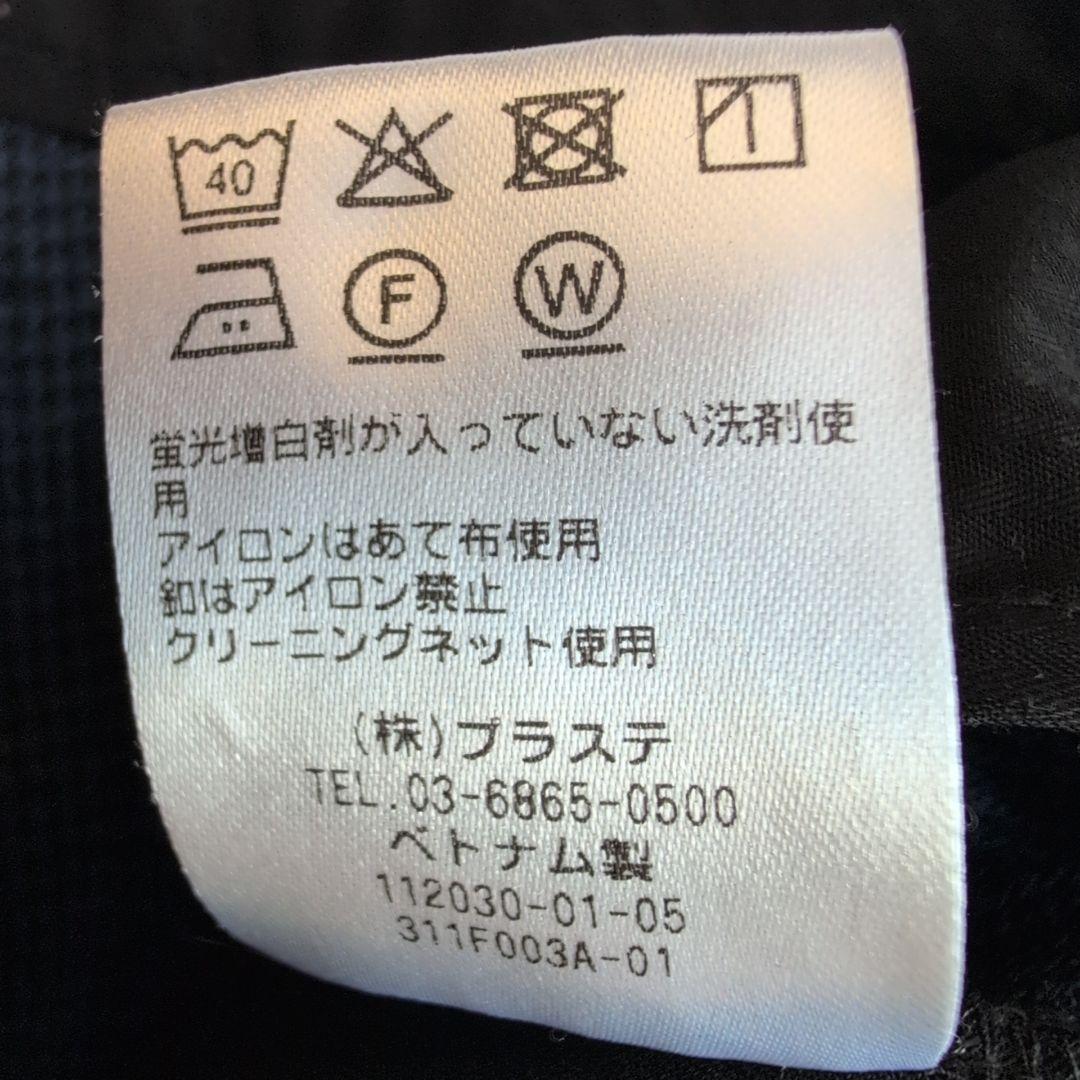 40
F W
蛍光増白剤が入っていない洗剤使
用
アイロンはあて布使用
釦はアイロン禁止
クリーニングネット使用
(株)プラステ
TEL.03-6865-0500
ベトナム製
112030-01-05
311F003A-01